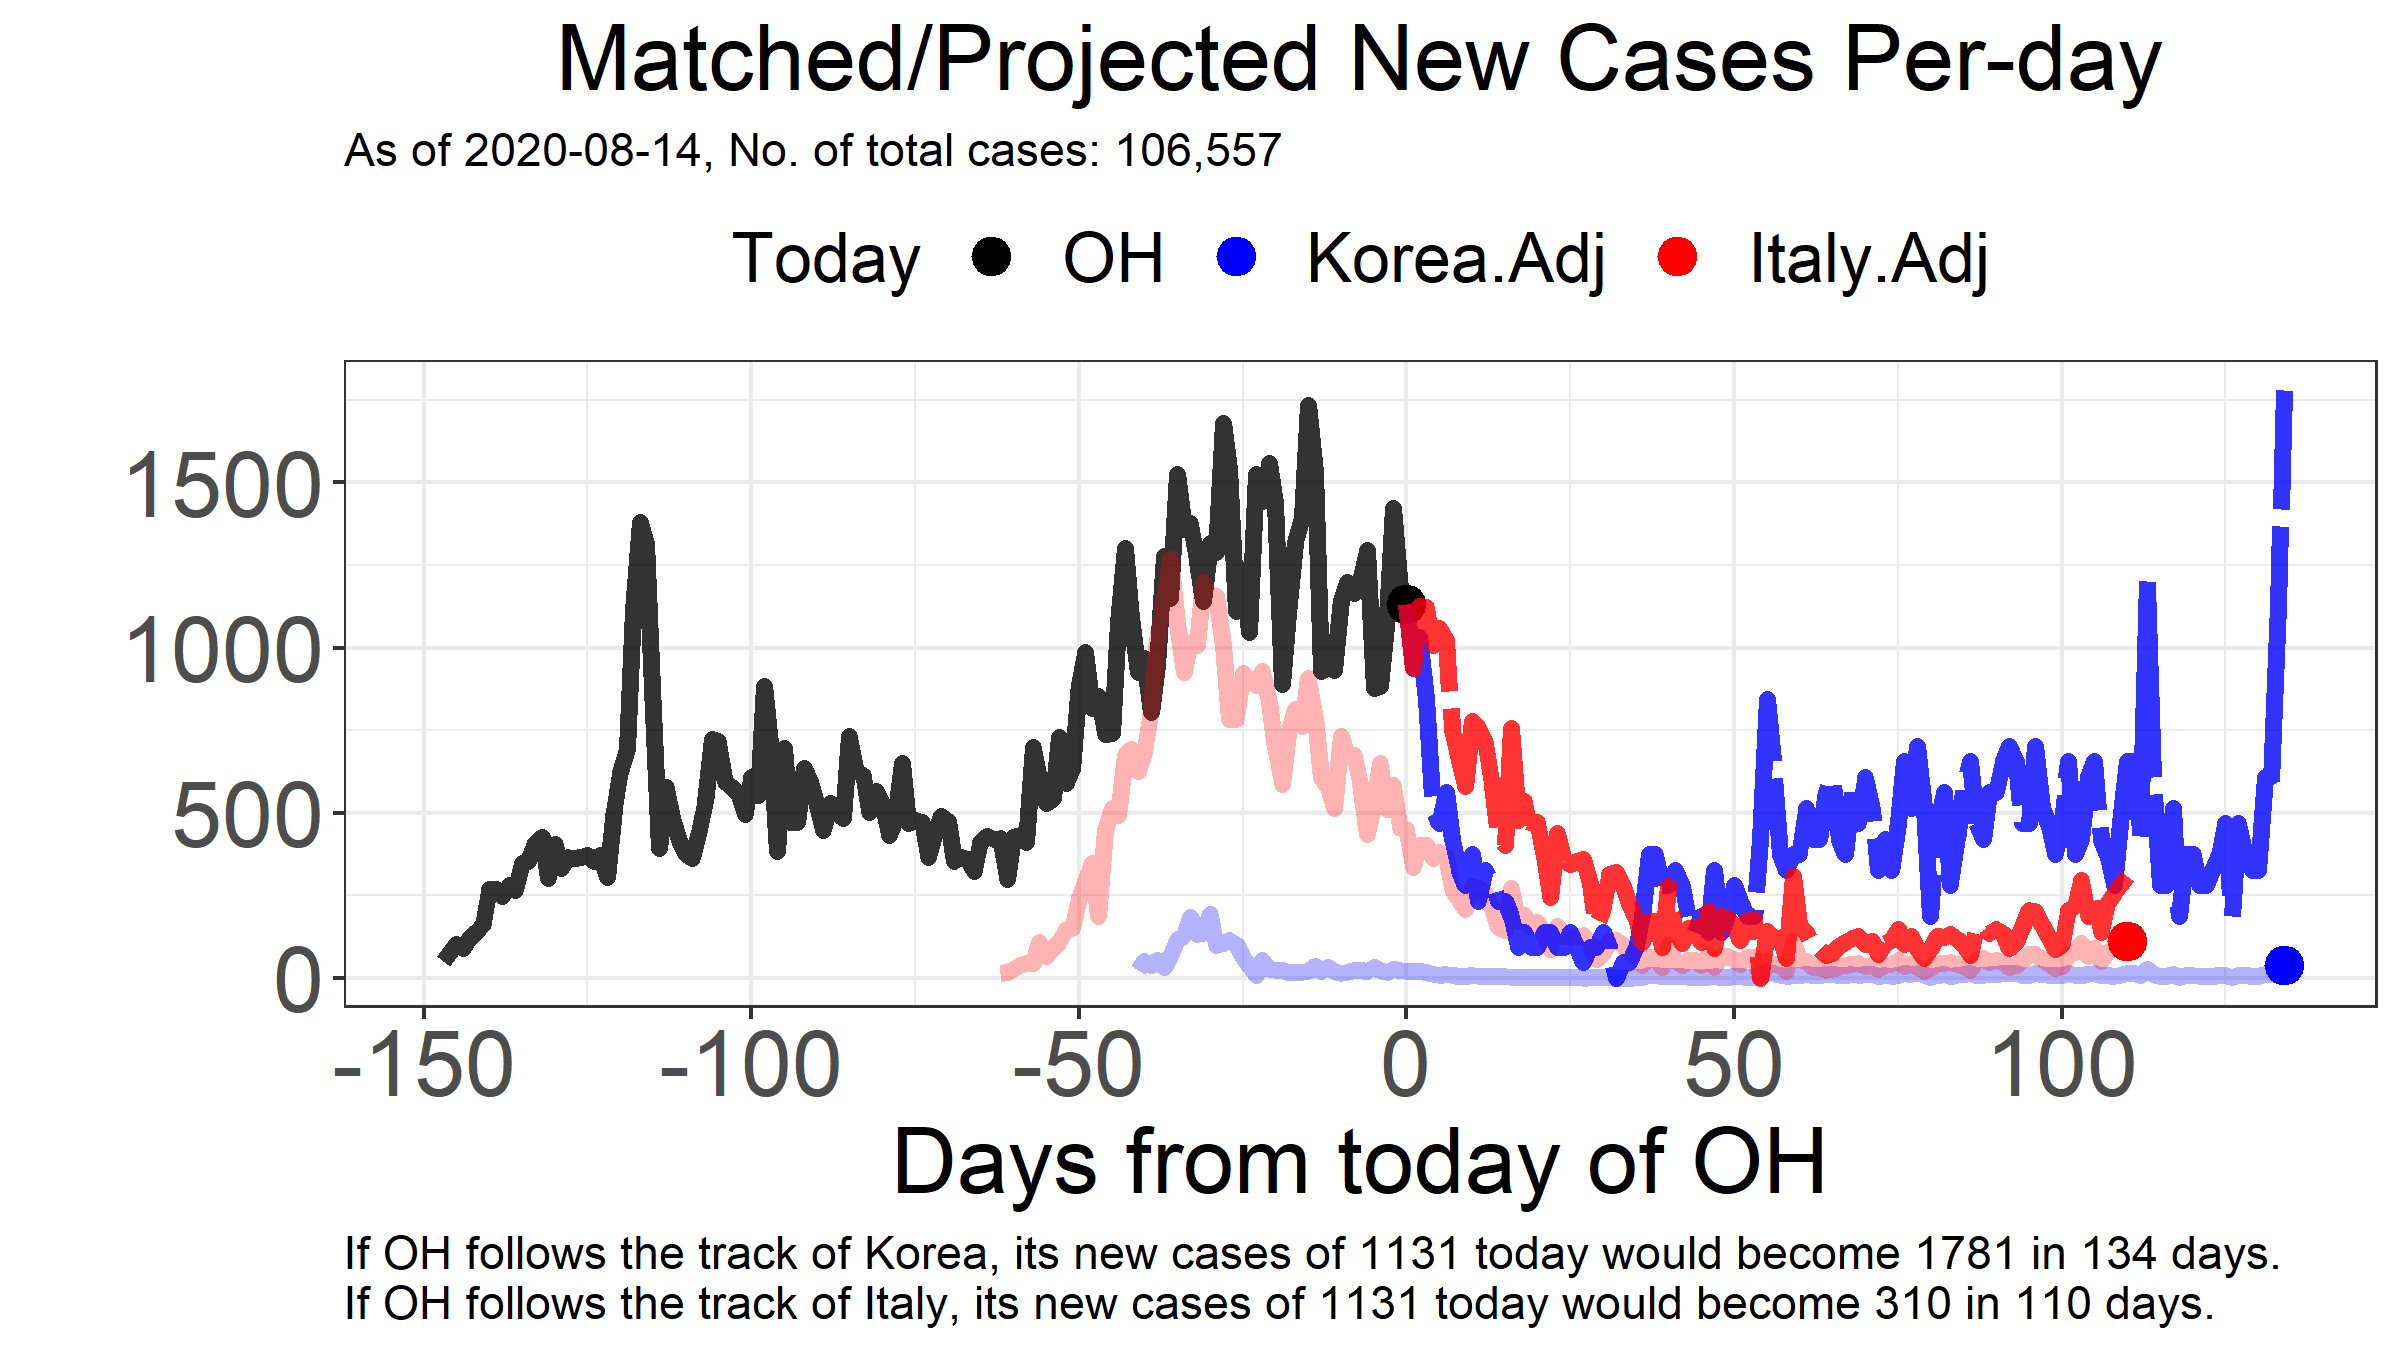 Matched/Projected New Cases Per-day
As of 2020-08-14, No. of total cases: 106,557
Today OH Korea.Adj Italy.Adj
1500
1000
500
0
-150 -100 -50 0 50 100
Days from today of OH
If OH follows the track of Korea, its new cases of 1131 today would become 1781 in 134 days.
If OH follows the track of Italy, its new cases of 1131 today would become 310 in 110 days.